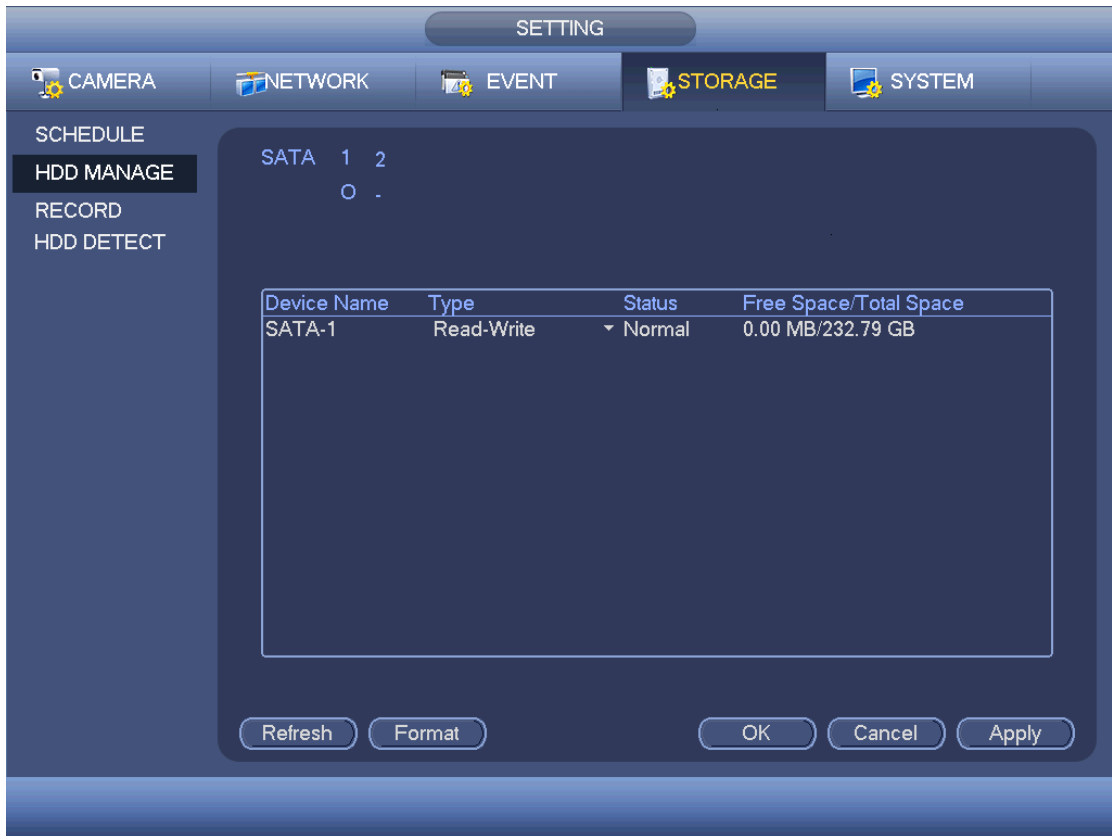 SETTING
CAMERA NETWORK EVENT STORAGE SYSTEM
SCHEDULE
HDD MANAGE
RECORD
HDD DETECT
SATA 1 2
O -
Device Name Type Status Free Space/Total Space
SATA-1 Read-Write Normal 0.00 MB/232.79 GB
Refresh Format OK Cancel Apply